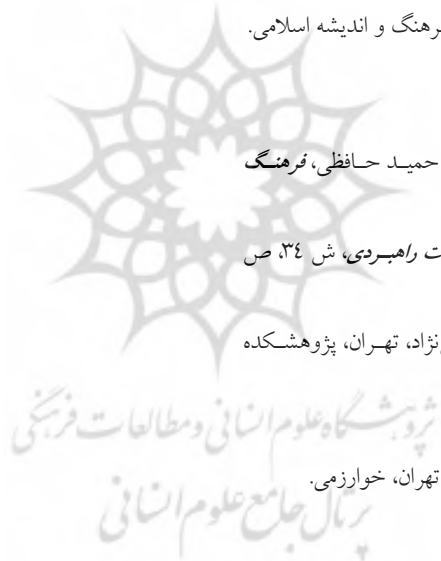 رهنگ و اندیشه اسلامی.
حمید حافظی، فرهنگ
ت راهبردی، ش ٣٤، ص
نژاد، تهران، پژوهشکده
پژوهشگاه علوم انسانی و مطالعات فرهنگی
تهران، خوارزمی.
پرتال جامع علوم انسانی